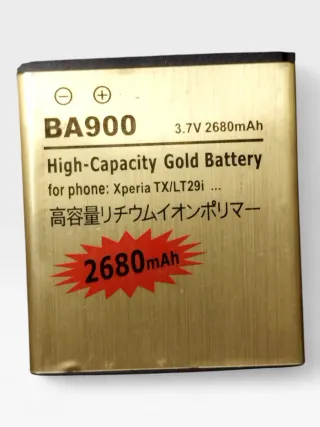 ⊖ ⊕
BA900 3.7V 2680mAh
High-Capacity Gold Battery
for phone: Xperia TX/LT29i ...
高容量リチウムイオンポリマー
2680mAh